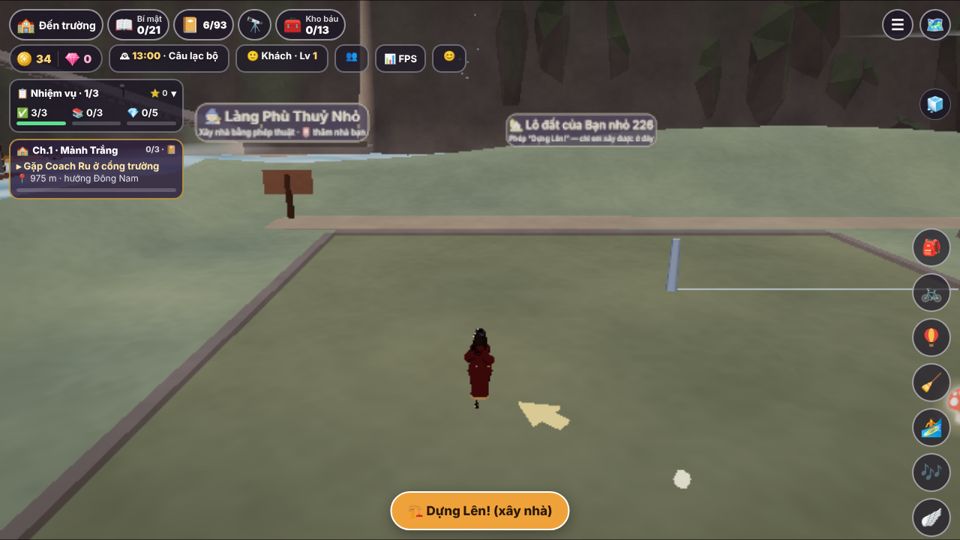 Đến trường
Bí mật
0/21
6/93
Kho báu
0/13
34
0
13:00 · Câu lạc bộ
Khách · Lv 1
FPS
Nhiệm vụ · 1/3
0 ▾
3/3
0/3
0/5
Ch.1 · Mảnh Trắng
0/3 ·
▸ Gặp Coach Ru ở cổng trường
975 m · hướng Đông Nam
Làng Phù Thuỷ Nhỏ
Xây nhà bằng phép thuật · thăm nhà bạn
Lô đất của Bạn nhỏ 226
Phép "Dựng Lên!" — chỉ em xây được ở đây
Dựng Lên! (xây nhà)